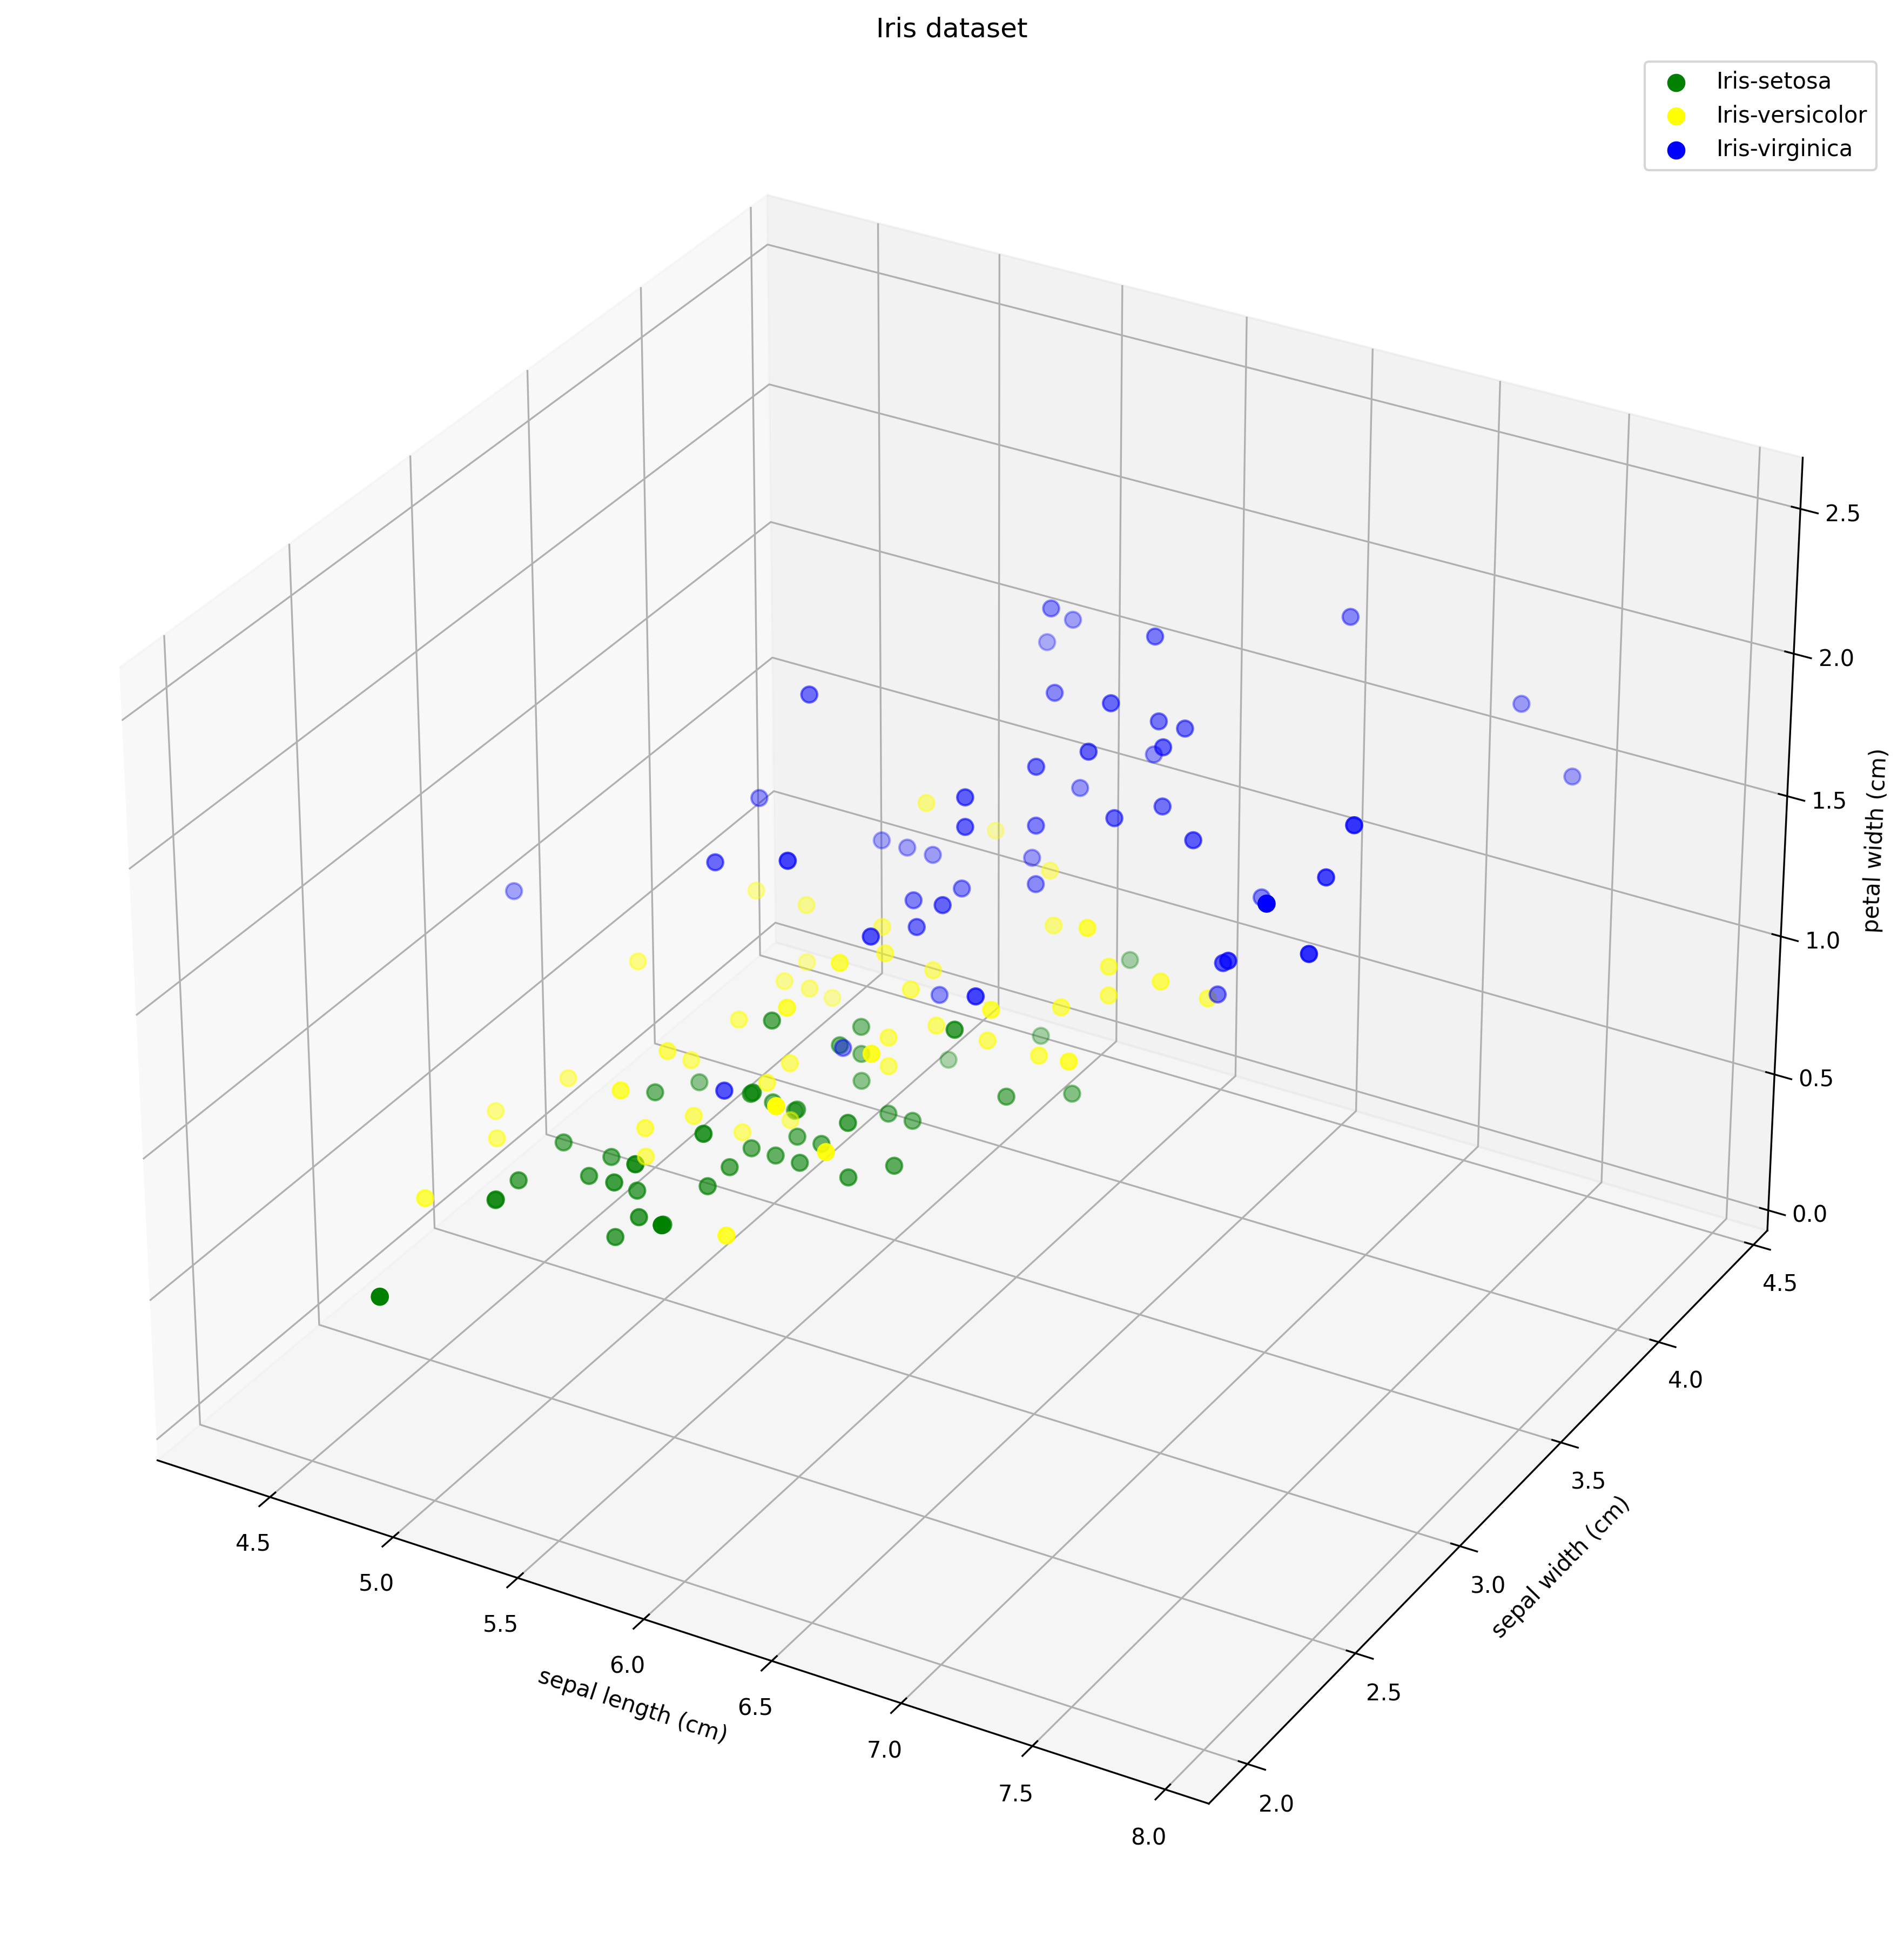 Iris dataset
Iris-setosa
Iris-versicolor
Iris-virginica
2.5
2.0
1.5
1.0
0.5
0.0
petal width (cm)
4.5
4.0
3.5
3.0
2.5
2.0
sepal width (cm)
4.5
5.0
5.5
6.0
6.5
7.0
7.5
8.0
sepal length (cm)